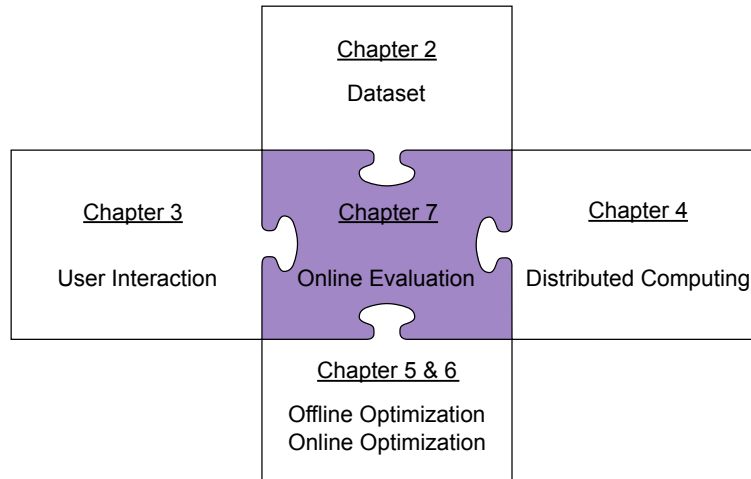 Chapter 2
Dataset
Chapter 3
User Interaction
Chapter 7
Online Evaluation
Chapter 4
Distributed Computing
Chapter 5 & 6
Offline Optimization
Online Optimization